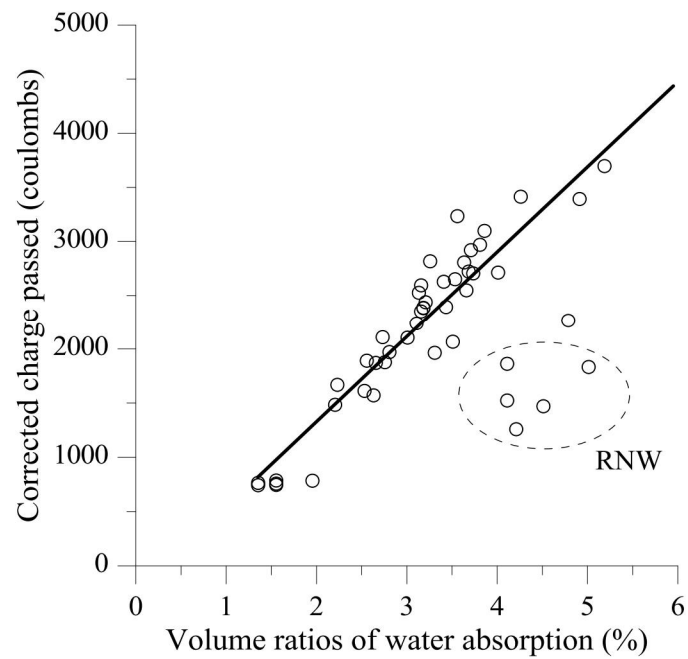 5000
4000
3000
2000
1000
0
Corrected charge passed (coulombs)
RNW
0 1 2 3 4 5 6
Volume ratios of water absorption (%)